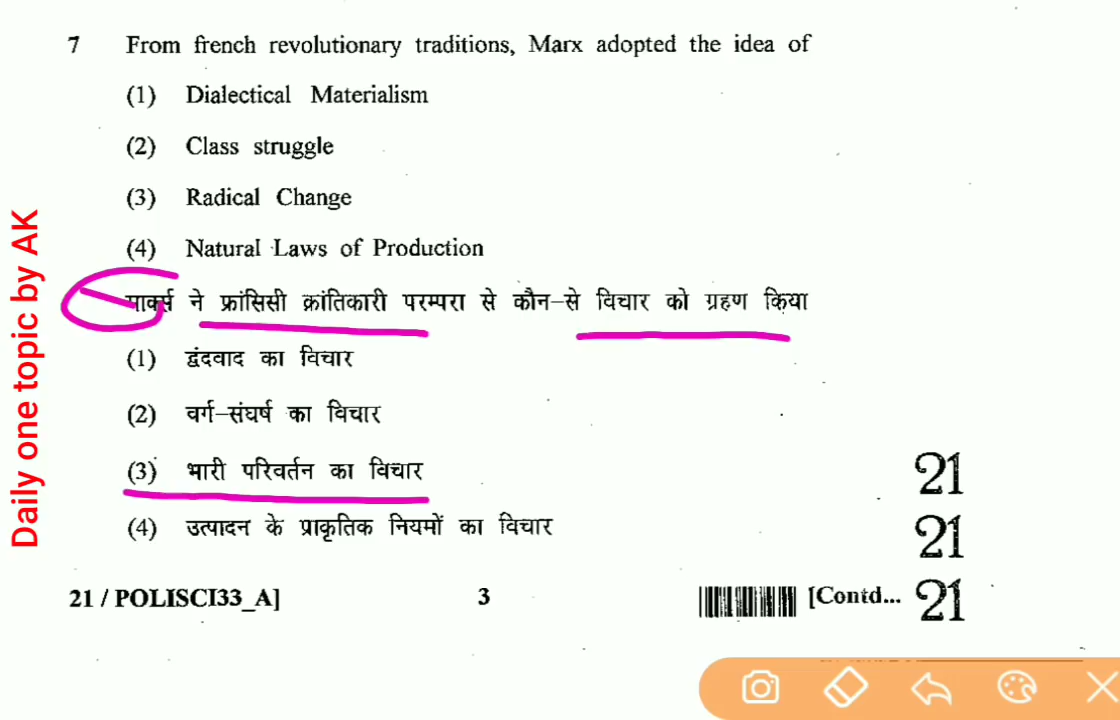 7 From french revolutionary traditions, Marx adopted the idea of
(1) Dialectical Materialism
(2) Class struggle
(3) Radical Change
(4) Natural Laws of Production
मार्क्स ने फ्रांसिसी क्रांतिकारी परम्परा से कौन-से विचार को ग्रहण किया
(1) द्वंदवाद का विचार
(2) वर्ग-संघर्ष का विचार
(3) भारी परिवर्तन का विचार
(4) उत्पादन के प्राकृतिक नियमों का विचार
21 / POLISCI33_A] 3 [Contd...
21
21
21
Daily one topic by AK